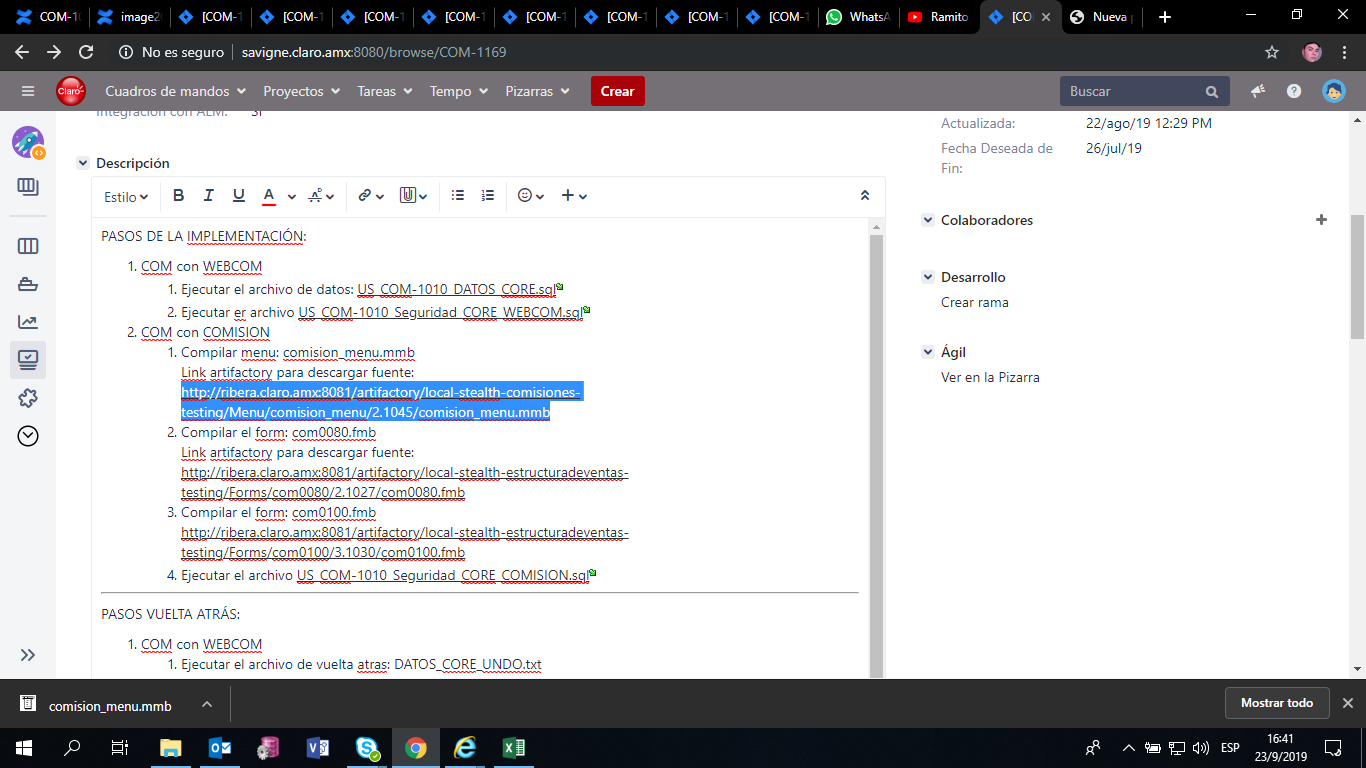 COM-10
image20
[COM-1
[COM-1
[COM-1
[COM-1
[COM-1
[COM-1
[COM-1
[COM-1
WhatsA
Ramito
[CO
Nueva p
No es seguro
savigne.claro.amx:8080/browse/COM-1169
Claro
Cuadros de mandos
Proyectos
Tareas
Tempo
Pizarras
Crear
Buscar
Integración con ALM:
SI
Actualizada:
22/ago/19 12:29 PM
Fecha Deseada de
Fin:
26/jul/19
Descripción
Estilo
B
I
U
A
PASOS DE LA IMPLEMENTACIÓN:
1. COM con WEBCOM
1. Ejecutar el archivo de datos: US_COM-1010_DATOS_CORE.sql
2. Ejecutar er archivo US_COM-1010_Seguridad_CORE_WEBCOM.sql
2. COM con COMISION
1. Compilar menu: comision_menu.mmb
Link artifactory para descargar fuente:
http://ribera.claro.amx:8081/artifactory/local-stealth-comisiones-
testing/Menu/comision_menu/2.1045/comision_menu.mmb
2. Compilar el form: com0080.fmb
Link artifactory para descargar fuente:
http://ribera.claro.amx:8081/artifactory/local-stealth-estructuradeventas-
testing/Forms/com0080/2.1027/com0080.fmb
3. Compilar el form: com0100.fmb
http://ribera.claro.amx:8081/artifactory/local-stealth-estructuradeventas-
testing/Forms/com0100/3.1030/com0100.fmb
4. Ejecutar el archivo US_COM-1010_Seguridad_CORE_COMISION.sql
PASOS VUELTA ATRÁS:
1. COM con WEBCOM
1. Ejecutar el archivo de vuelta atras: DATOS_CORE_UNDO.txt
Colaboradores
Desarrollo
Crear rama
Ágil
Ver en la Pizarra
comision_menu.mmb
Mostrar todo
ESP
16:41
23/9/2019